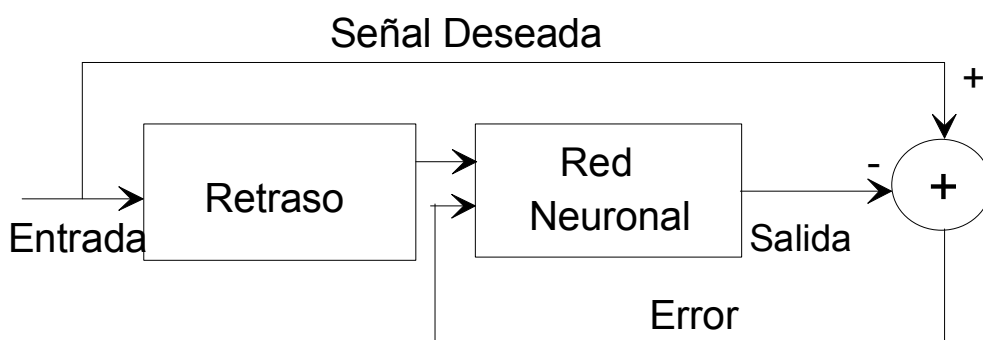 Señal Deseada
+
Retraso
Red
Neuronal
-
+
Entrada
Salida
Error